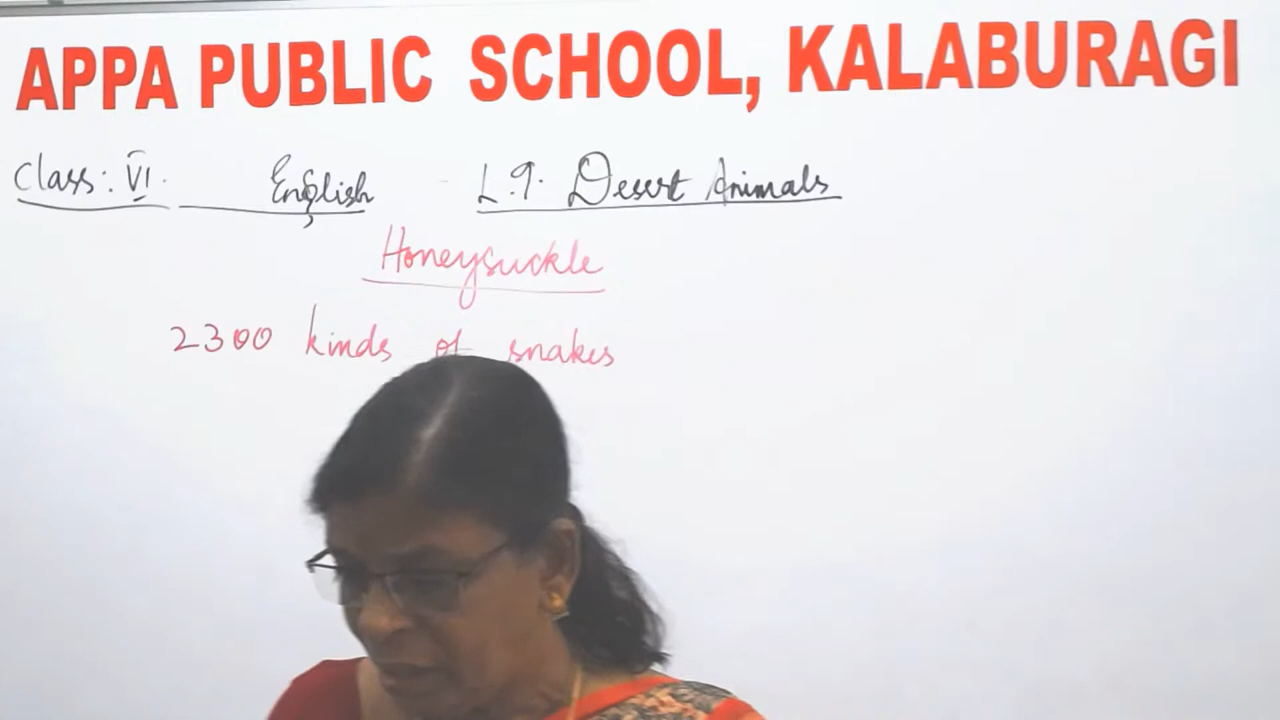 APPA PUBLIC SCHOOL, KALABURAGI
Class: VI. English L.9. Desert Animals
Honeysuckle
2300 kinds of snakes